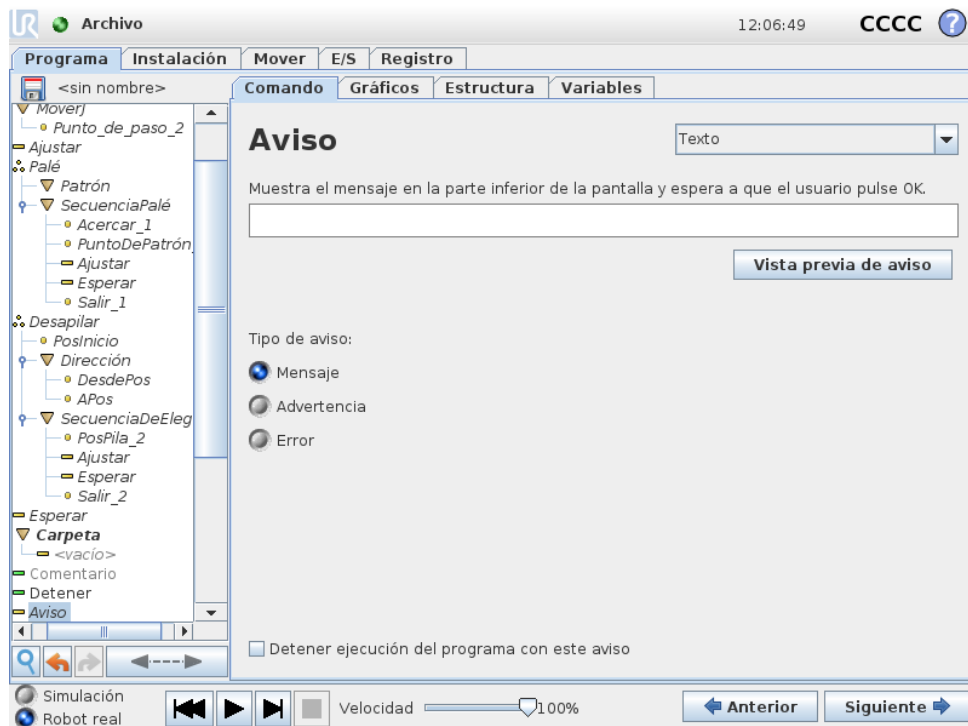 UR Archivo 12:06:49 CCCC ?
Programa Instalación Mover E/S Registro
<sin nombre>
Comando Gráficos Estructura Variables
MoverJ
Punto_de_paso_2
Ajustar
Palé
Patrón
SecuenciaPalé
Acercar_1
PuntoDePatrón_
Ajustar
Esperar
Salir_1
Desapilar
PosInicio
Dirección
DesdePos
APos
SecuenciaDeEleg
PosPila_2
Ajustar
Esperar
Salir_2
Esperar
Carpeta
<vacío>
Comentario
Detener
Aviso
Aviso
Texto
Muestra el mensaje en la parte inferior de la pantalla y espera a que el usuario pulse OK.
Vista previa de aviso
Tipo de aviso:
Mensaje
Advertencia
Error
Detener ejecución del programa con este aviso
Simulación
Robot real
Velocidad 100%
Anterior Siguiente